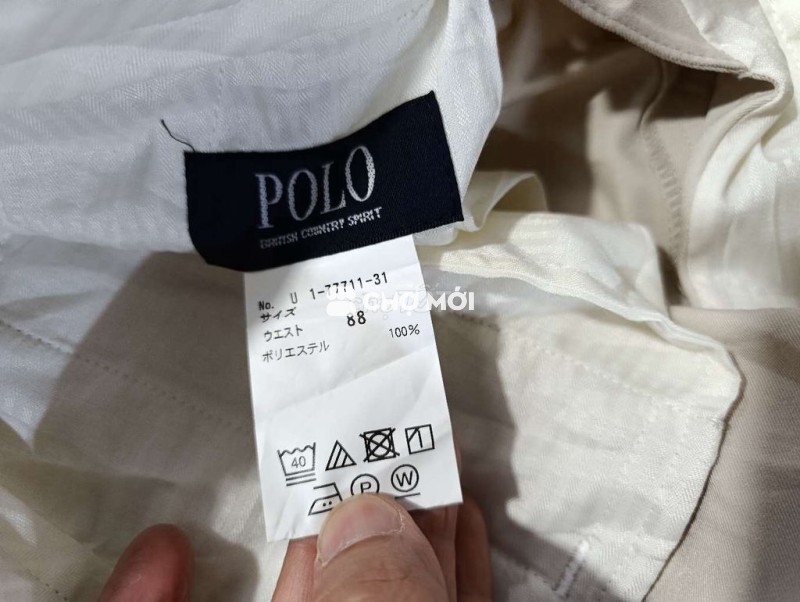 POLO
BRITISH COUNTRY SPIRIT
No. U 1-77711-31
CHỢ MỚI
サイズ
ウエスト 88
ポリエステル 100%
40
P W